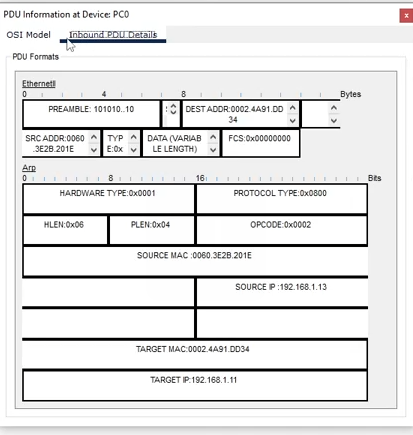 PDU Information at Device: PC0
x
OSI Model Inbound PDU Details
PDU Formats
EthernetII
0 4 8 Bytes
PREAMBLE: 101010..10 DEST ADDR:0002.4A91.DD
34
SRC ADDR:0060 TYP DATA (VARIAB FCS:0x00000000
.3E2B.201E E:0x LE LENGTH)
Arp
0 8 16 Bits
HARDWARE TYPE:0x0001 PROTOCOL TYPE:0x0800
HLEN:0x06 PLEN:0x04 OPCODE:0x0002
SOURCE MAC :0060.3E2B.201E
SOURCE IP :192.168.1.13
TARGET MAC:0002.4A91.DD34
TARGET IP:192.168.1.11